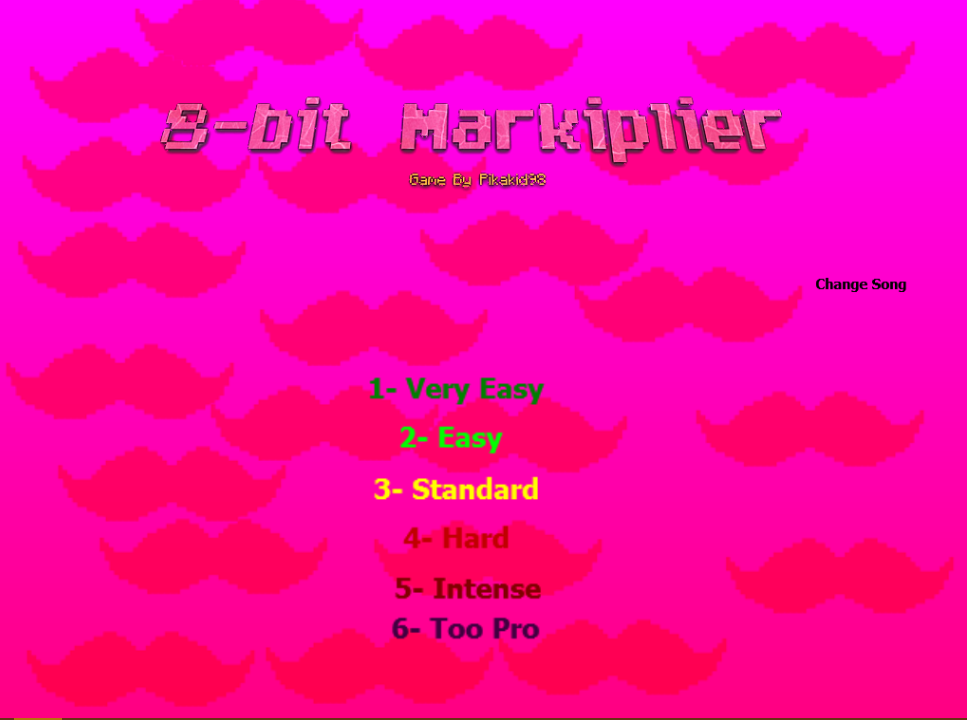 8-bit Markiplier
Game By Pikakid98
Change Song
1- Very Easy
2- Easy
3- Standard
4- Hard
5- Intense
6- Too Pro